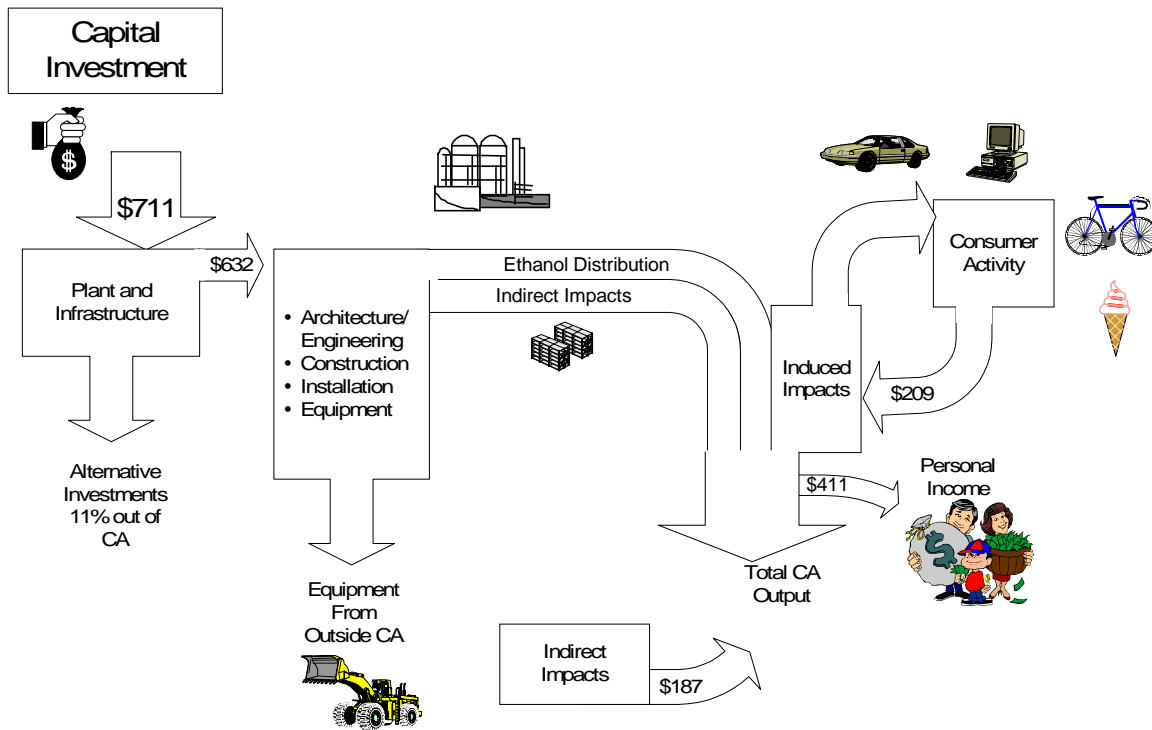 Capital
Investment
$
$711
Plant and
Infrastructure
$632
Alternative
Investments
11% out of
CA
• Architecture/
Engineering
• Construction
• Installation
• Equipment
Equipment
From
Outside CA
Ethanol Distribution
Indirect Impacts
Induced
Impacts
Consumer
Activity
$209
$411
Personal
Income
$
Total CA
Output
Indirect
Impacts
$187